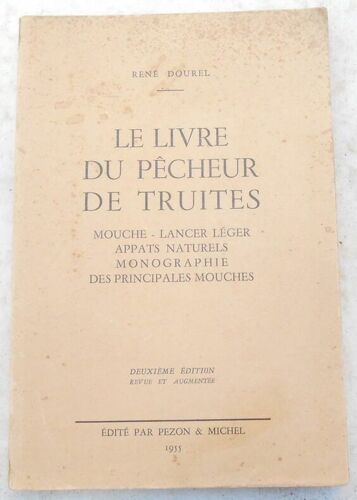 RENÉ DOUREL
LE LIVRE
DU PÊCHEUR
DE TRUITES
MOUCHE - LANCER LÉGER
APPATS NATURELS
MONOGRAPHIE
DES PRINCIPALES MOUCHES
DEUXIÈME ÉDITION
REVUE ET AUGMENTÉE
ÉDITÉ PAR PEZON & MICHEL
1955